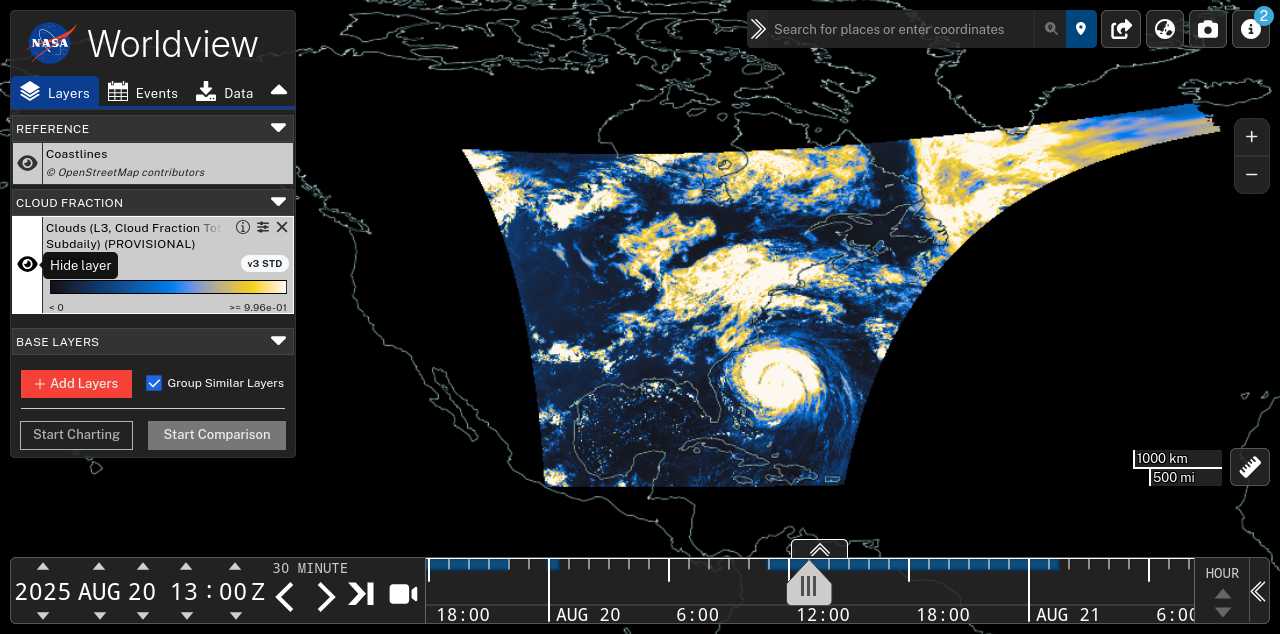 NASA Worldview
Search for places or enter coordinates
2
Layers
Events
Data
REFERENCE
Coastlines
© OpenStreetMap contributors
CLOUD FRACTION
Clouds (L3, Cloud Fraction Tot
Subdaily) (PROVISIONAL)
Hide layer
v3 STD
< 0
>= 9.96e-01
BASE LAYERS
+ Add Layers
Group Similar Layers
Start Charting
Start Comparison
+
−
1000 km
500 mi
2025 AUG 20 13:00Z
30 MINUTE
18:00
AUG 20
6:00
12:00
18:00
AUG 21
6:00
HOUR